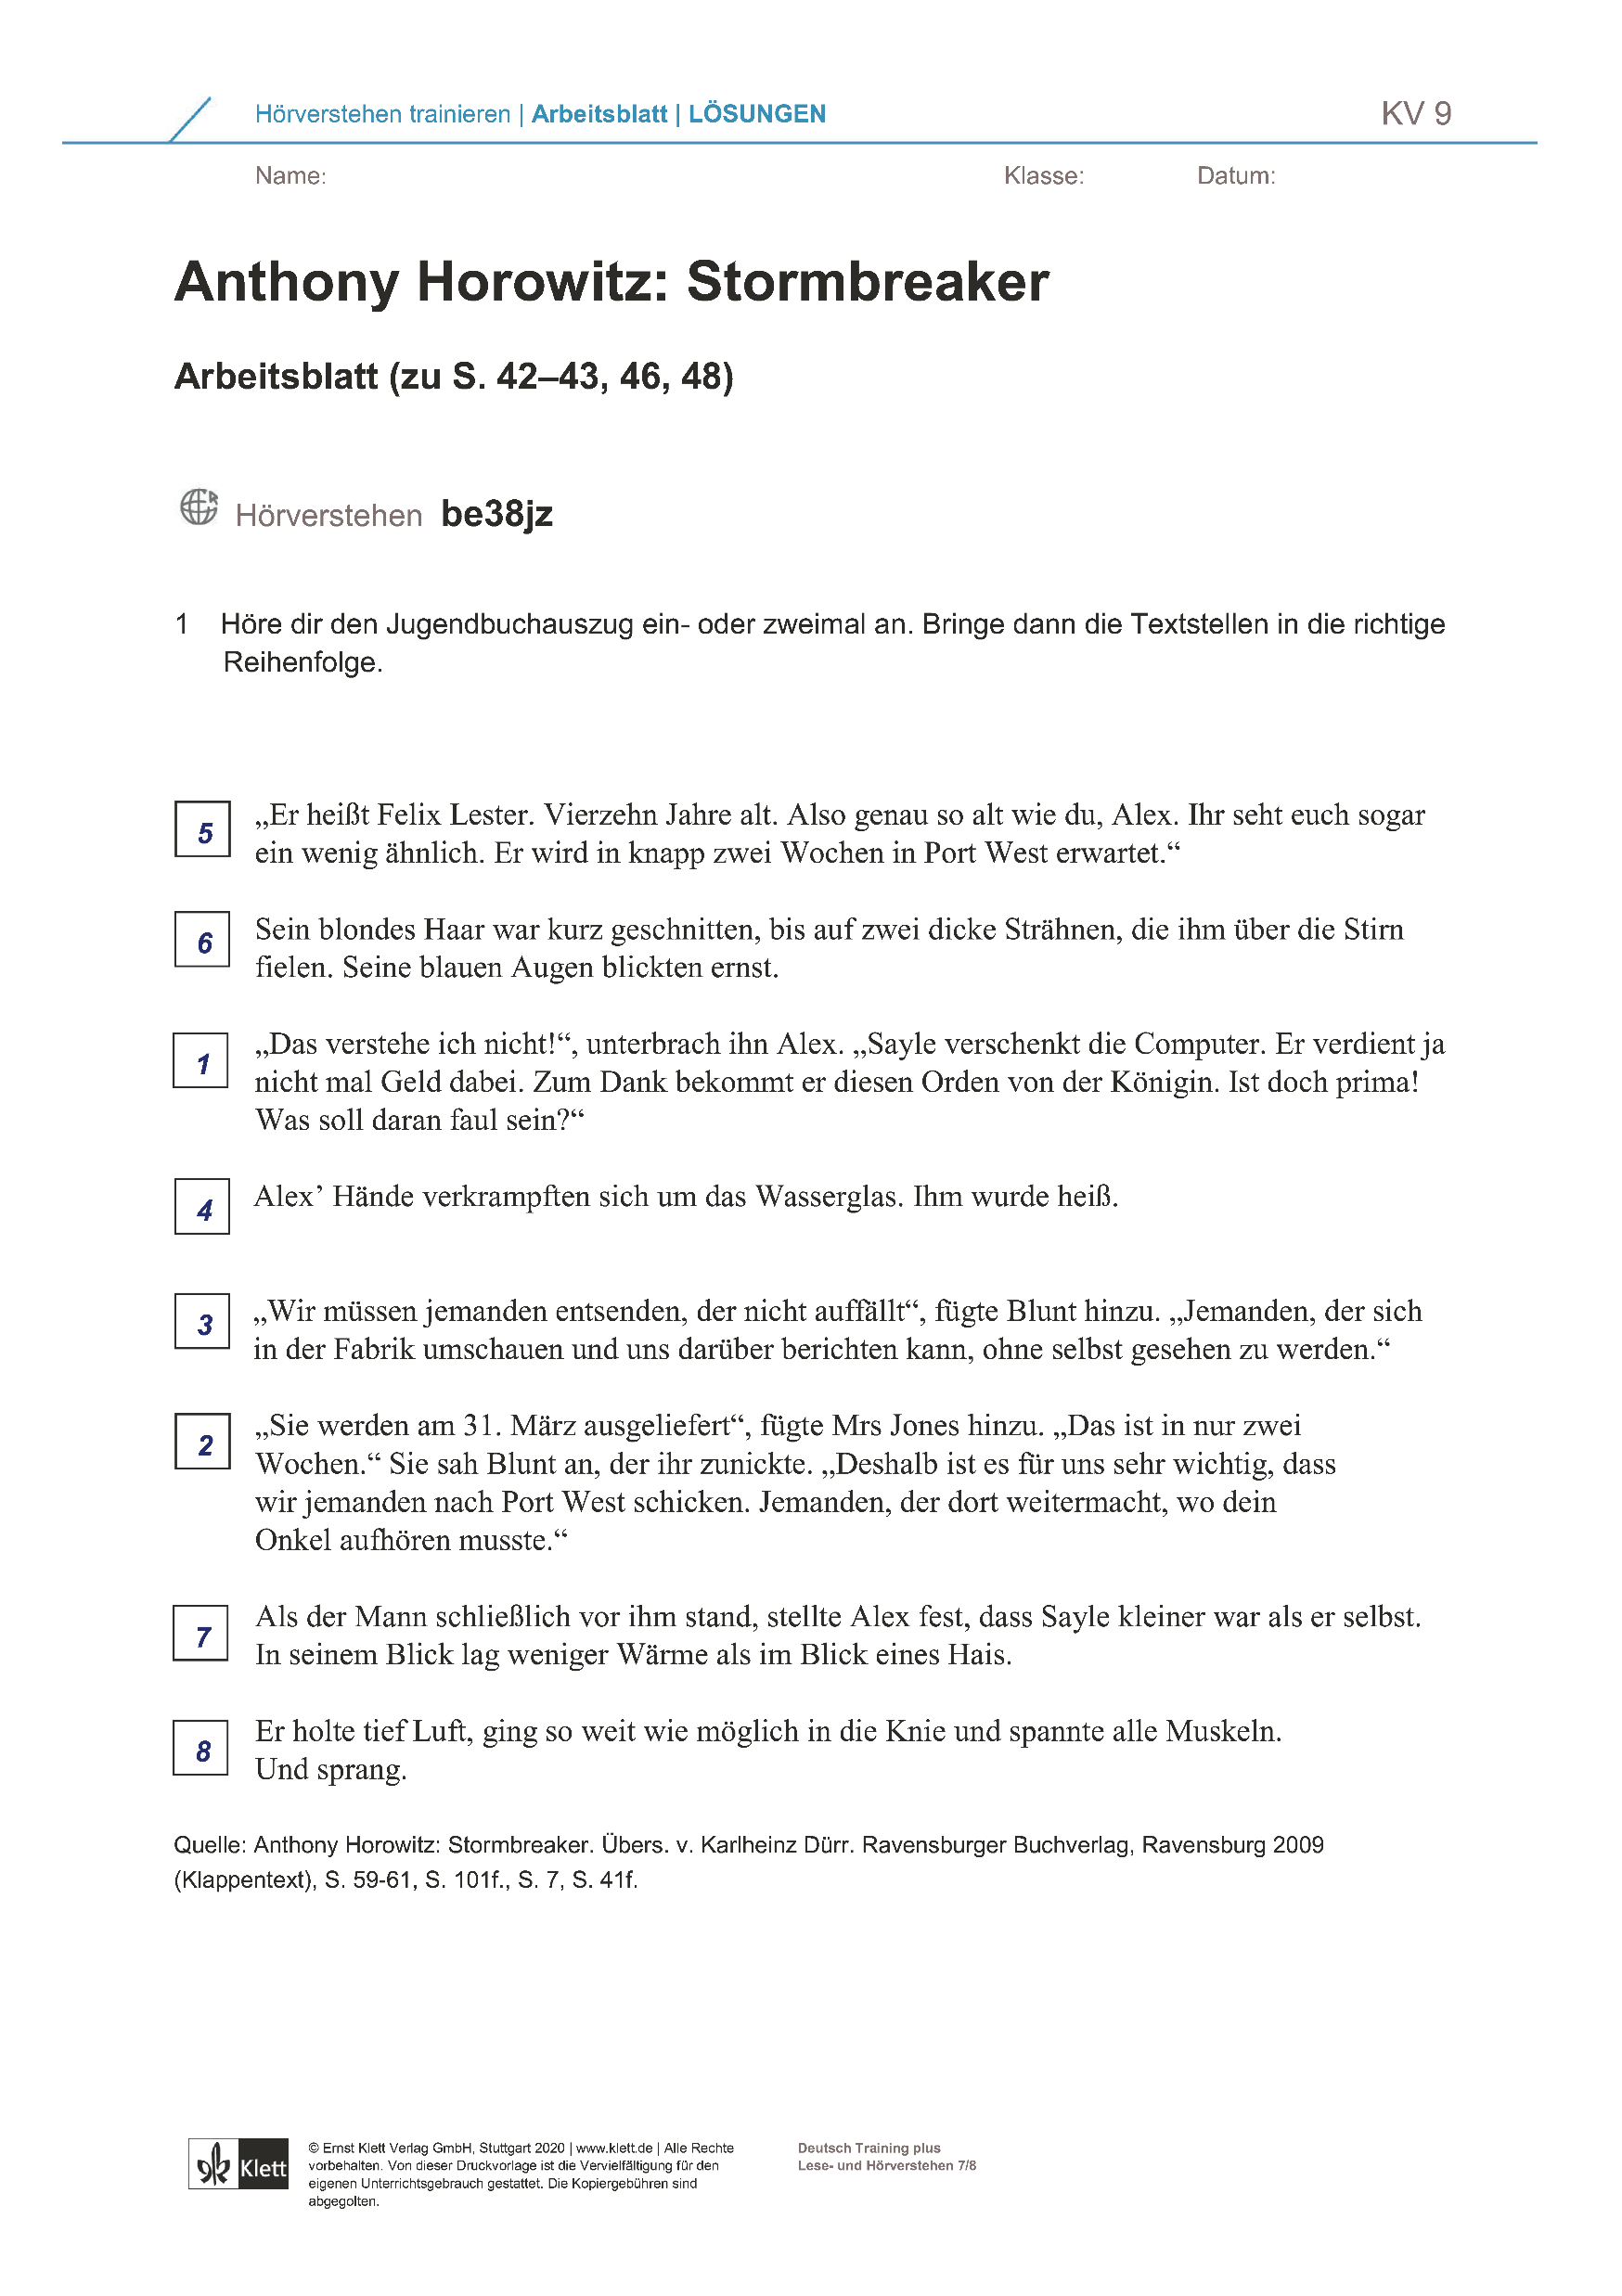 Hörverstehen trainieren | Arbeitsblatt | LÖSUNGEN KV 9
Name: Klasse: Datum:
Anthony Horowitz: Stormbreaker
Arbeitsblatt (zu S. 42–43, 46, 48)
Hörverstehen be38jz
1 Höre dir den Jugendbuchauszug ein- oder zweimal an. Bringe dann die Textstellen in die richtige
Reihenfolge.
5 „Er heißt Felix Lester. Vierzehn Jahre alt. Also genau so alt wie du, Alex. Ihr seht euch sogar
ein wenig ähnlich. Er wird in knapp zwei Wochen in Port West erwartet.“
6 Sein blondes Haar war kurz geschnitten, bis auf zwei dicke Strähnen, die ihm über die Stirn
fielen. Seine blauen Augen blickten ernst.
1 „Das verstehe ich nicht!“, unterbrach ihn Alex. „Sayle verschenkt die Computer. Er verdient ja
nicht mal Geld dabei. Zum Dank bekommt er diesen Orden von der Königin. Ist doch prima!
Was soll daran faul sein?“
4 Alex’ Hände verkrampften sich um das Wasserglas. Ihm wurde heiß.
3 „Wir müssen jemanden entsenden, der nicht auffällt“, fügte Blunt hinzu. „Jemanden, der sich
in der Fabrik umschauen und uns darüber berichten kann, ohne selbst gesehen zu werden.“
2 „Sie werden am 31. März ausgeliefert“, fügte Mrs Jones hinzu. „Das ist in nur zwei
Wochen.“ Sie sah Blunt an, der ihr zunickte. „Deshalb ist es für uns sehr wichtig, dass
wir jemanden nach Port West schicken. Jemanden, der dort weitermacht, wo dein
Onkel aufhören musste.“
7 Als der Mann schließlich vor ihm stand, stellte Alex fest, dass Sayle kleiner war als er selbst.
In seinem Blick lag weniger Wärme als im Blick eines Hais.
8 Er holte tief Luft, ging so weit wie möglich in die Knie und spannte alle Muskeln.
Und sprang.
Quelle: Anthony Horowitz: Stormbreaker. Übers. v. Karlheinz Dürr. Ravensburger Buchverlag, Ravensburg 2009
(Klappentext), S. 59-61, S. 101f., S. 7, S. 41f.
Klett
© Ernst Klett Verlag GmbH, Stuttgart 2020 | www.klett.de | Alle Rechte
vorbehalten. Von dieser Druckvorlage ist die Vervielfältigung für den
eigenen Unterrichtsgebrauch gestattet. Die Kopiergebühren sind
abgegolten.
Deutsch Training plus
Lese- und Hörverstehen 7/8